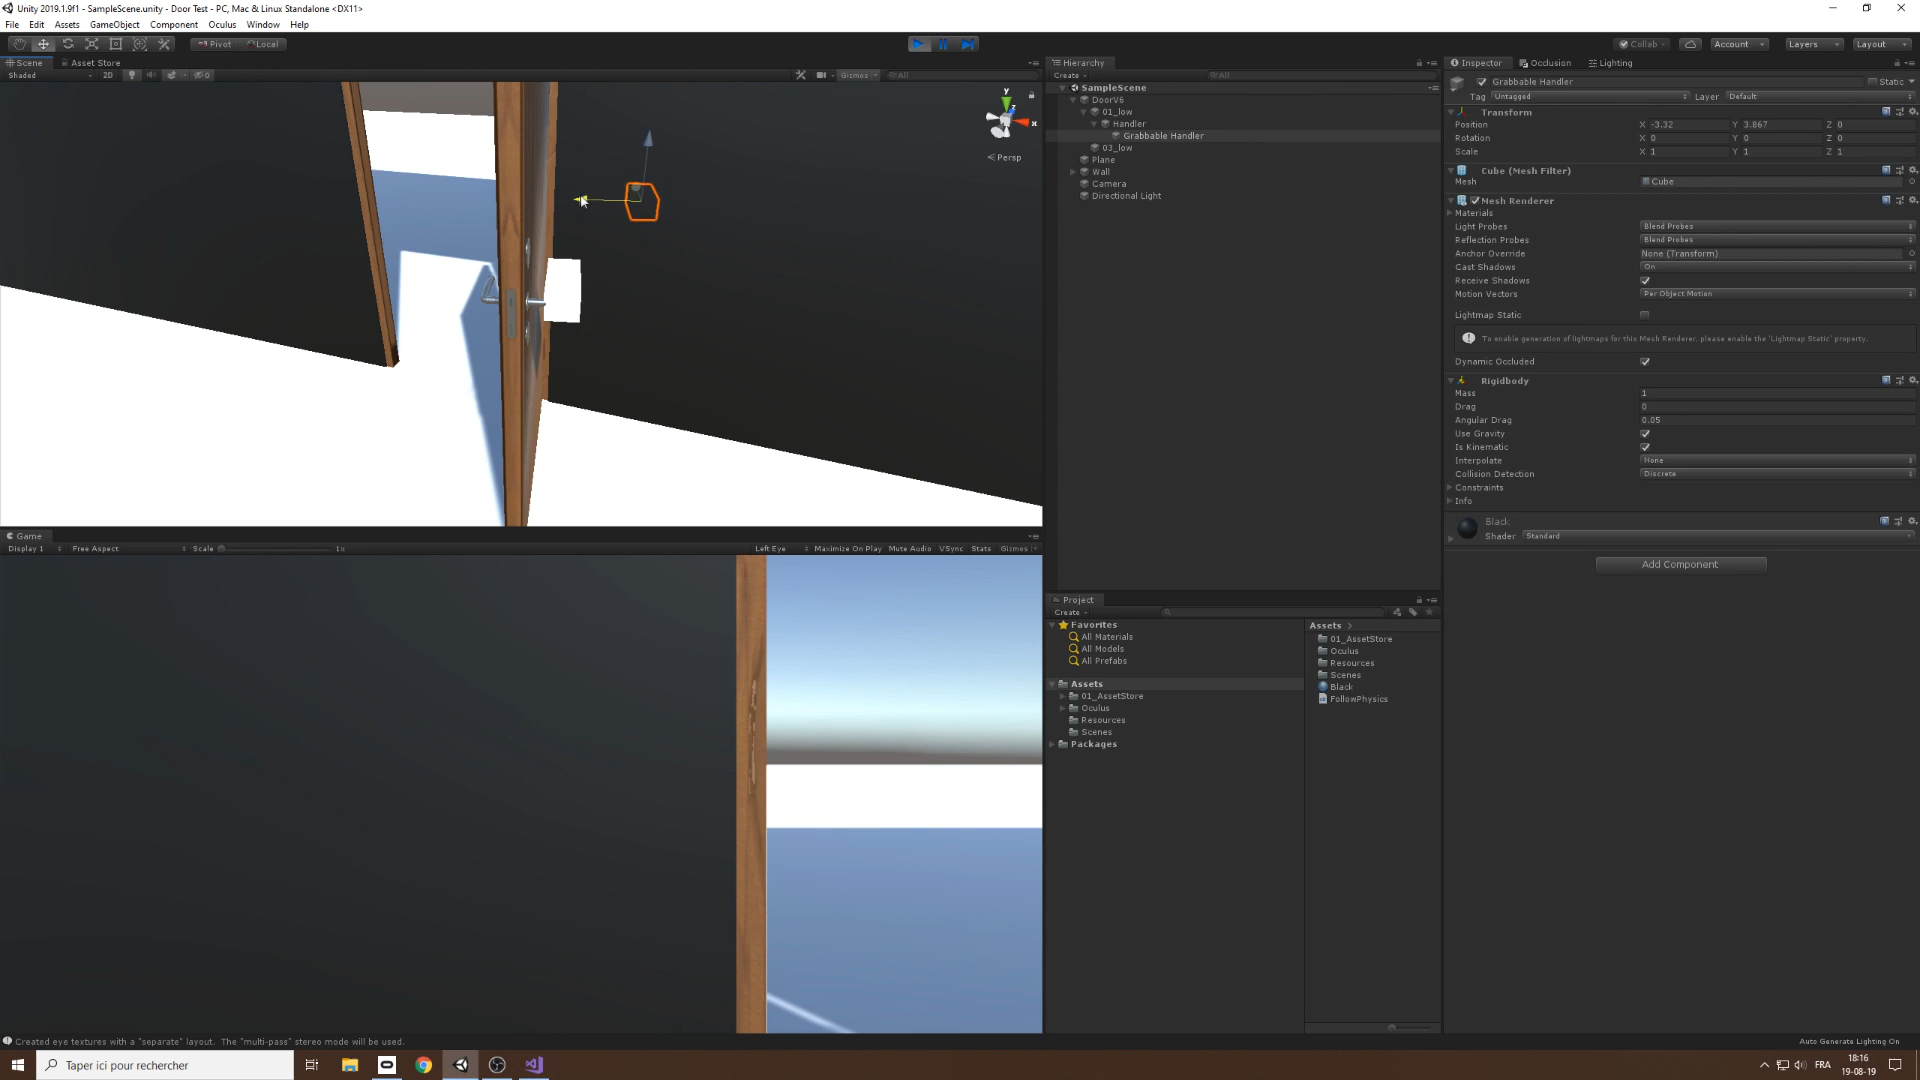 Unity 2019.1.9f1 - SampleScene.unity - Door Test - PC, Mac & Linux Standalone <DX11>
File Edit Assets GameObject Component Oculus Window Help
Pivot Local Collab Account Layers Layout
Scene Asset Store
Shaded 2D 0 Gizmos All
y
x
Persp
Game
Display 1 Free Aspect Scale 1x Left Eye Maximize On Play Mute Audio VSync Stats Gizmos
Hierarchy
Create All
SampleScene
DoorV6
01_low
Handler
Grabbable Handler
03_low
Plane
Wall
Camera
Directional Light
Project
Create
Favorites
All Materials
All Models
All Prefabs
Assets
01_AssetStore
Oculus
Resources
Scenes
Packages
Assets
01_AssetStore
Oculus
Resources
Scenes
Black
FollowPhysics
Inspector Occlusion Lighting
Grabbable Handler Static
Tag Untagged Layer Default
Transform
Position X -3.32 Y 3.867 Z 0
Rotation X 0 Y 0 Z 0
Scale X 1 Y 1 Z 1
Cube (Mesh Filter)
Mesh Cube
Mesh Renderer
Materials
Light Probes Blend Probes
Reflection Probes Blend Probes
Anchor Override None (Transform)
Cast Shadows On
Receive Shadows
Motion Vectors Per Object Motion
Lightmap Static
To enable generation of lightmaps for this Mesh Renderer, please enable the 'Lightmap Static' property.
Dynamic Occluded
Rigidbody
Mass 1
Drag 0
Angular Drag 0.05
Use Gravity
Is Kinematic
Interpolate None
Collision Detection Discrete
Constraints
Info
Black
Shader Standard
Add Component
Created eye textures with a "separate" layout. The "multi-pass" stereo mode will be used.
Auto Generate Lighting On
Taper ici pour rechercher
FRA
18:16
19-08-19